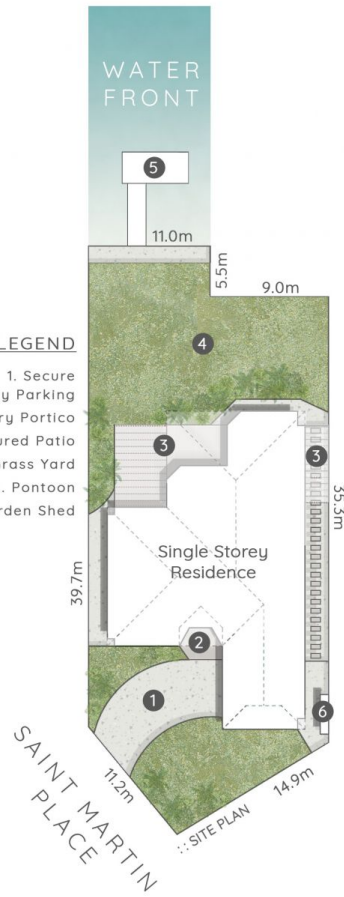 WATER
FRONT
5
11.0m
5.5m
9.0m
LEGEND
4
1. Secure
y Parking
ry Portico
ured Patio
Grass Yard
. Pontoon
rden Shed
3
3
35.3m
39.7m
Single Storey
Residence
2
1
6
11.2m
14.9m
SAINT MARTIN
PLACE
:: SITE PLAN